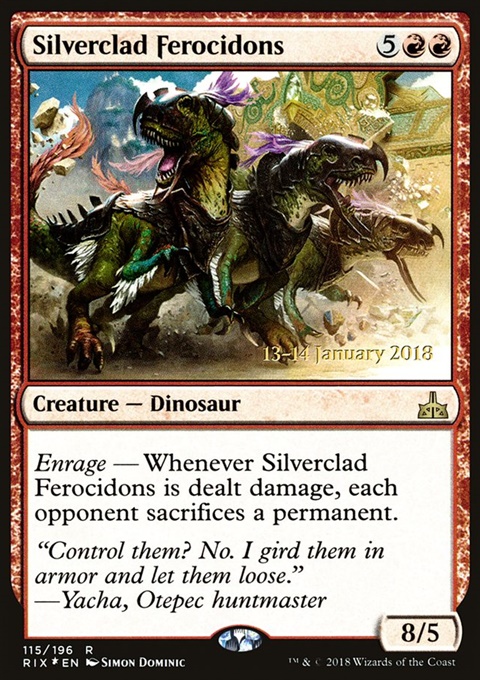 Silverclad Ferocidons 5
13–14 January 2018
Creature — Dinosaur
Enrage — Whenever Silverclad
Ferocidons is dealt damage, each
opponent sacrifices a permanent.
“Control them? No. I gird them in
armor and let them loose.”
—Yacha, Otepec huntmaster
8/5
115/196 R
RIX★EN Simon Dominic
™ & © 2018 Wizards of the Coast